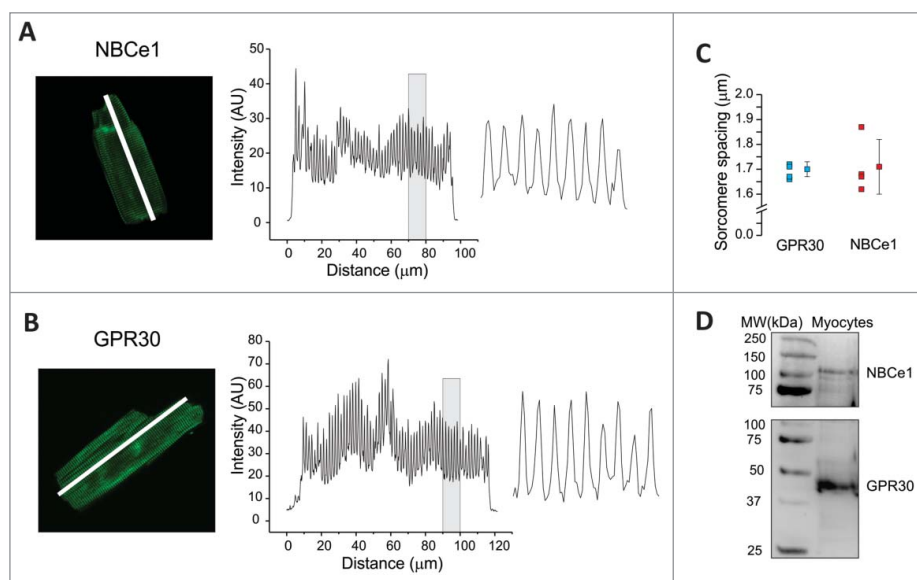 A
NBCe1
Intensity (AU)
50
40
30
20
10
0
0 20 40 60 80 100
Distance (μm)
B
GPR30
Intensity (AU)
80
70
60
50
40
30
20
10
0
0 20 40 60 80 100 120
Distance (μm)
C
Sorcomere spacing (μm)
2.0
1.9
1.8
1.7
1.6
0.0
GPR30 NBCe1
D
MW(kDa) Myocytes
250
150
100
75
NBCe1
100
75
50
37
25
GPR30